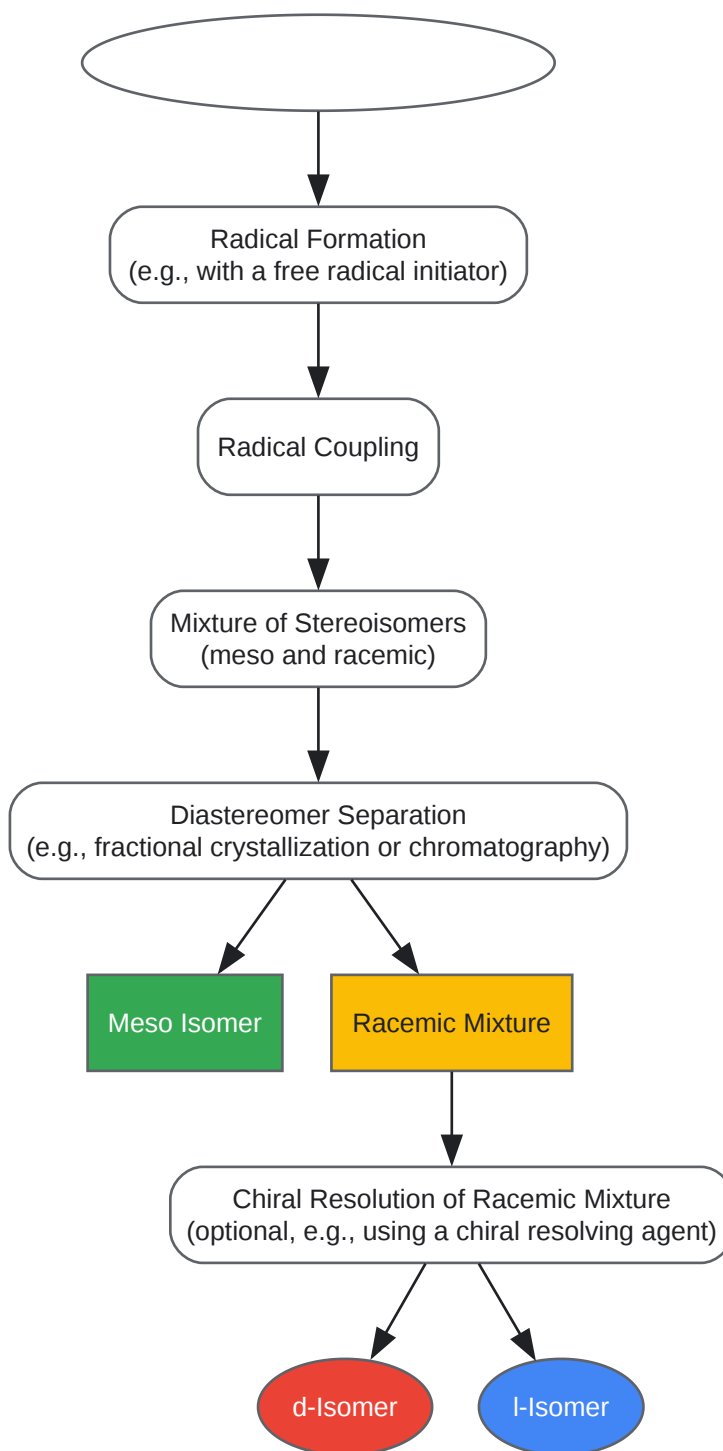 Radical Formation
(e.g., with a free radical initiator)
Radical Coupling
Mixture of Stereoisomers
(meso and racemic)
Diastereomer Separation
(e.g., fractional crystallization or chromatography)
Meso Isomer
Racemic Mixture
Chiral Resolution of Racemic Mixture
(optional, e.g., using a chiral resolving agent)
d-Isomer
l-Isomer